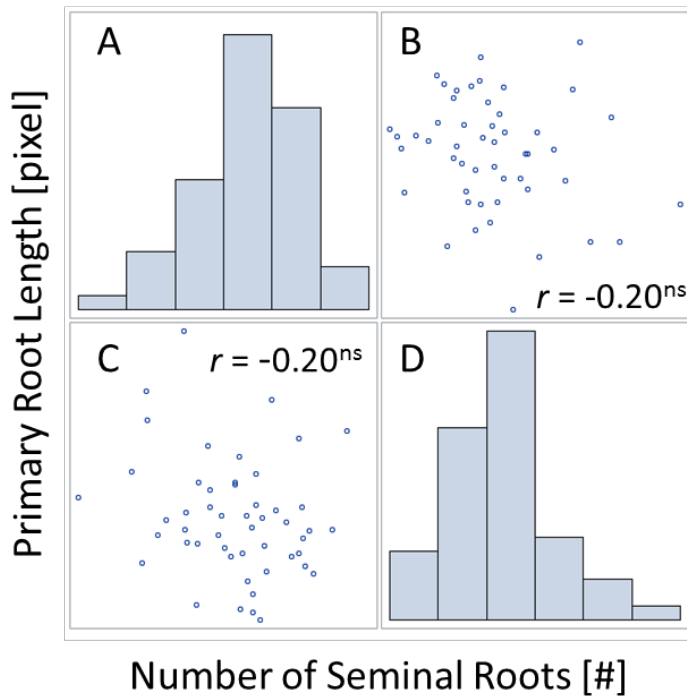 Primary Root Length [pixel]
A
B
r = -0.20ns
C
r = -0.20ns
D
Number of Seminal Roots [#]